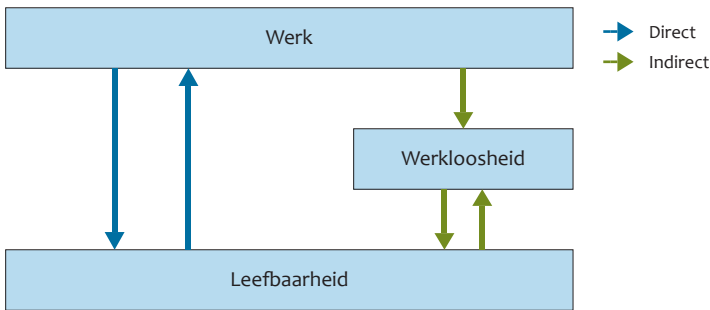 Werk
Direct
Indirect
Werkloosheid
Leefbaarheid